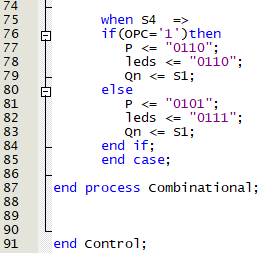 74
75 when S4 =>
76 if(OPC='1')then
77 P <= "0110";
78 leds <= "0110";
79 Qn <= S1;
80 else
81 P <= "0101";
82 leds <= "0111";
83 Qn <= S1;
84 end if;
85 end case;
86
87 end process Combinational;
88
89
90
91 end Control;